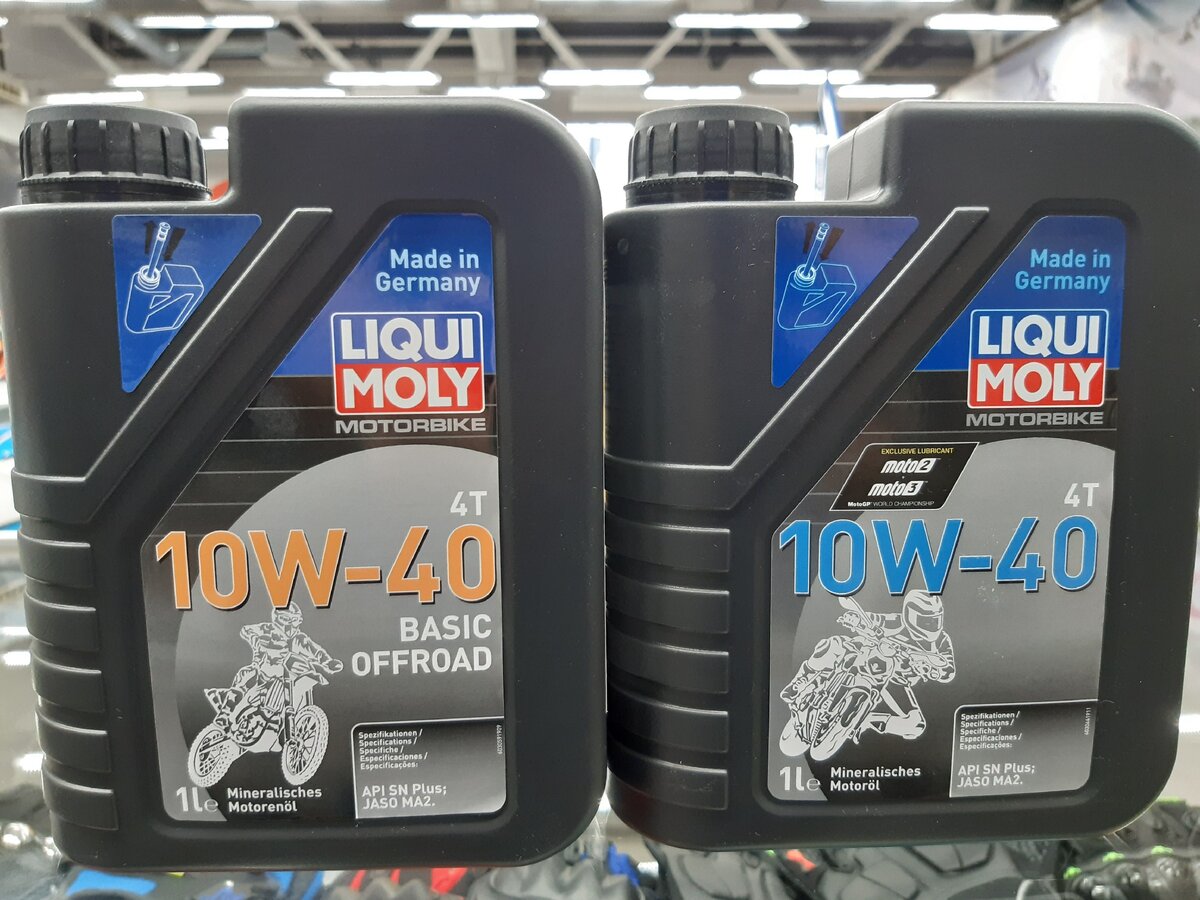 Made in
Germany
LIQUI
MOLY
MOTORBIKE
4T
10W-40
BASIC
OFFROAD
Spezifikationen /
Specifications /
Specifiche /
Especificaciones /
Especificações:
API SN Plus;
JASO MA2.
1L e
Mineralisches
Motorenöl
Made in
Germany
LIQUI
MOLY
MOTORBIKE
EXCLUSIVE LUBRICANT
moto2
moto3
MotoGP WORLD CHAMPIONSHIP
4T
10W-40
Spezifikationen /
Specifications /
Specifiche /
Especificaciones /
Especificações:
API SN Plus;
JASO MA2.
1L e
Mineralisches
Motoröl